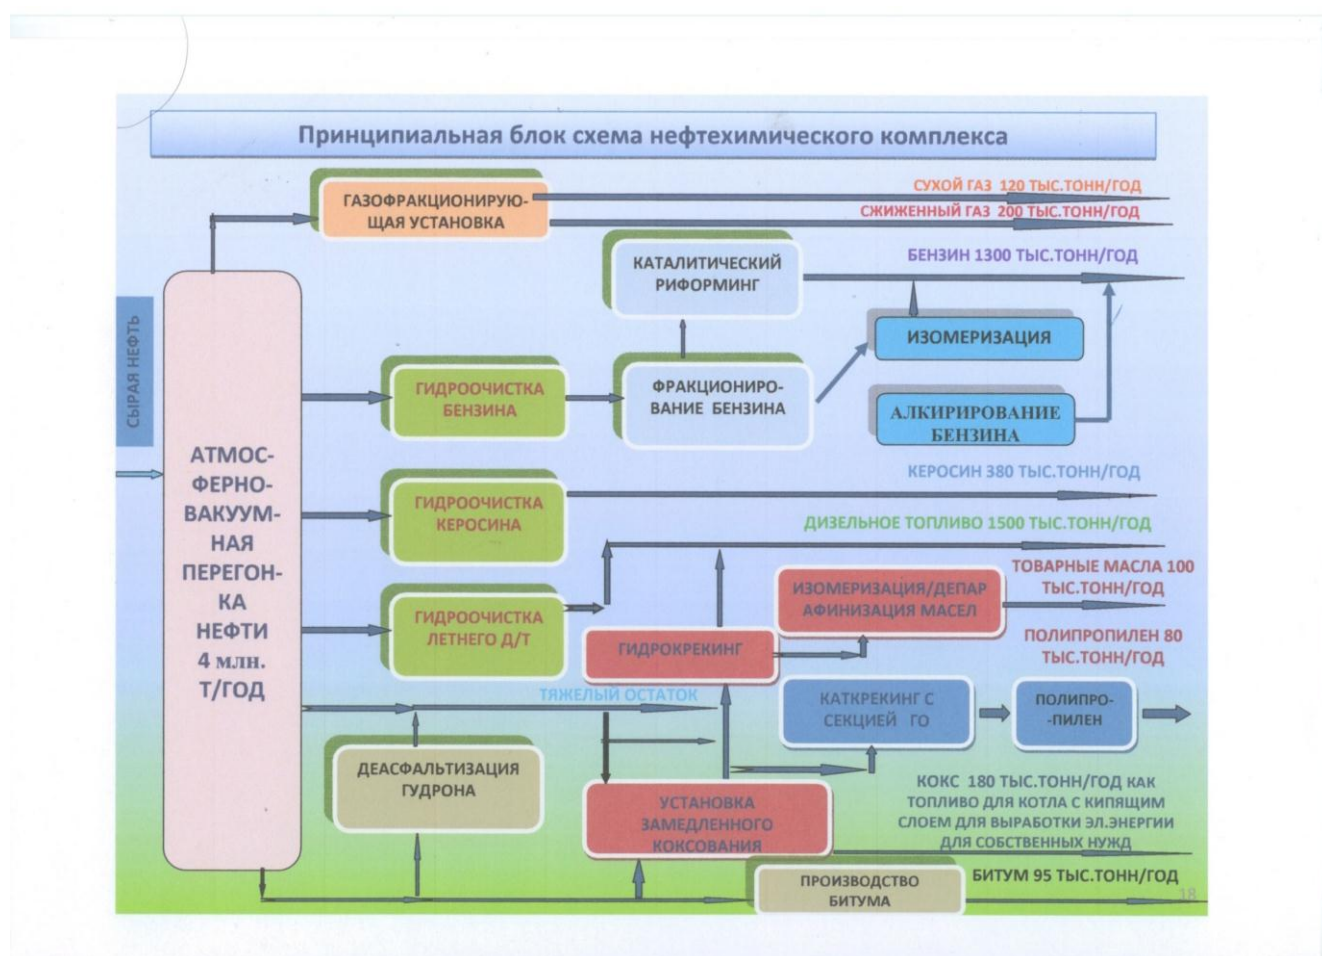 Принципиальная блок схема нефтехимического комплекса
СУХОЙ ГАЗ 120 ТЫС.ТОНН/ГОД
ГАЗОФРАКЦИОНИРУЮ-
ЩАЯ УСТАНОВКА
СЖИЖЕННЫЙ ГАЗ 200 ТЫС.ТОНН/ГОД
КАТАЛИТИЧЕСКИЙ
РИФОРМИНГ
БЕНЗИН 1300 ТЫС.ТОНН/ГОД
СЫРАЯ НЕФТЬ
ИЗОМЕРИЗАЦИЯ
ГИДРООЧИСТКА
БЕНЗИНА
ФРАКЦИОНИРО-
ВАНИЕ БЕНЗИНА
АЛКИРИРОВАНИЕ
БЕНЗИНА
АТМОС-
ФЕРНО-
ВАКУУМ-
НАЯ
ПЕРЕГОН-
КА
НЕФТИ
4 млн.
Т/ГОД
КЕРОСИН 380 ТЫС.ТОНН/ГОД
ГИДРООЧИСТКА
КЕРОСИНА
ДИЗЕЛЬНОЕ ТОПЛИВО 1500 ТЫС.ТОНН/ГОД
ТОВАРНЫЕ МАСЛА 100
ТЫС.ТОНН/ГОД
ИЗОМЕРИЗАЦИЯ/ДЕПАР
АФИНИЗАЦИЯ МАСЕЛ
ГИДРООЧИСТКА
ЛЕТНЕГО Д/Т
ГИДРОКРЕКИНГ
ПОЛИПРОПИЛЕН 80
ТЫС.ТОНН/ГОД
ТЯЖЕЛЫЙ ОСТАТОК
КАТКРЕКИНГ С
СЕКЦИЕЙ ГО
ПОЛИПРО-
-ПИЛЕН
ДЕАСФАЛЬТИЗАЦИЯ
ГУДРОНА
УСТАНОВКА
ЗАМЕДЛЕННОГО
КОКСОВАНИЯ
КОКС 180 ТЫС.ТОНН/ГОД КАК
ТОПЛИВО ДЛЯ КОТЛА С КИПЯЩИМ
СЛОЕМ ДЛЯ ВЫРАБОТКИ ЭЛ.ЭНЕРГИИ
ДЛЯ СОБСТВЕННЫХ НУЖД
ПРОИЗВОДСТВО
БИТУМА
БИТУМ 95 ТЫС.ТОНН/ГОД
18